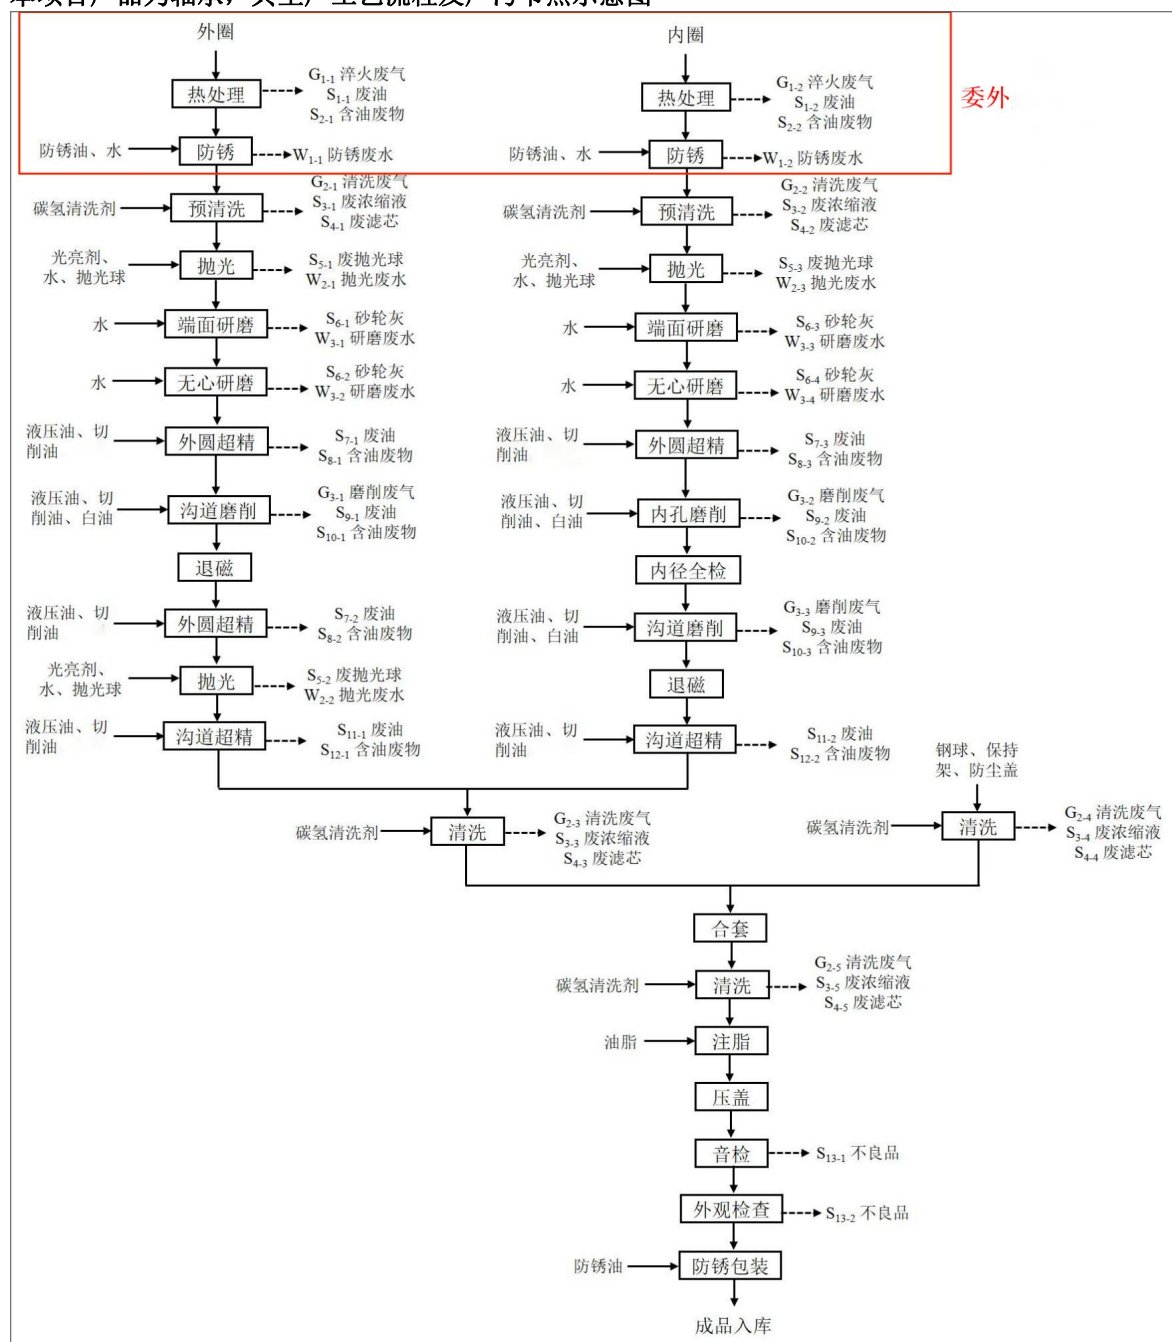 本项目产品为轴承，其生产工艺流程及产污节点示意图
外圈
热处理
G1-1 淬火废气
S1-1 废油
S2-1 含油废物
防锈油、水
防锈
W1-1 防锈废水
碳氢清洗剂
预清洗
G2-1 清洗废气
S3-1 废浓缩液
S4-1 废滤芯
光亮剂、
水、抛光球
抛光
S5-1 废抛光球
W2-1 抛光废水
水
端面研磨
S6-1 砂轮灰
W3-1 研磨废水
水
无心研磨
S6-2 砂轮灰
W3-2 研磨废水
液压油、切
削油
外圆超精
S7-1 废油
S8-1 含油废物
液压油、切
削油、白油
沟道磨削
G3-1 磨削废气
S9-1 废油
S10-1 含油废物
退磁
液压油、切
削油
外圆超精
S7-2 废油
S8-2 含油废物
光亮剂、
水、抛光球
抛光
S5-2 废抛光球
W2-2 抛光废水
液压油、切
削油
沟道超精
S11-1 废油
S12-1 含油废物
内圈
热处理
G1-2 淬火废气
S1-2 废油
S2-2 含油废物
委外
防锈油、水
防锈
W1-2 防锈废水
碳氢清洗剂
预清洗
G2-2 清洗废气
S3-2 废浓缩液
S4-2 废滤芯
光亮剂、
水、抛光球
抛光
S5-3 废抛光球
W2-3 抛光废水
水
端面研磨
S6-3 砂轮灰
W3-3 研磨废水
水
无心研磨
S6-4 砂轮灰
W3-4 研磨废水
液压油、切
削油
外圆超精
S7-3 废油
S8-3 含油废物
液压油、切
削油、白油
内孔磨削
G3-2 磨削废气
S9-2 废油
S10-2 含油废物
内径全检
液压油、切
削油、白油
沟道磨削
G3-3 磨削废气
S9-3 废油
S10-3 含油废物
退磁
液压油、切
削油
沟道超精
S11-2 废油
S12-2 含油废物
碳氢清洗剂
清洗
G2-3 清洗废气
S3-3 废浓缩液
S4-3 废滤芯
钢球、保持
架、防尘盖
碳氢清洗剂
清洗
G2-4 清洗废气
S3-4 废浓缩液
S4-4 废滤芯
合套
碳氢清洗剂
清洗
G2-5 清洗废气
S3-5 废浓缩液
S4-5 废滤芯
油脂
注脂
压盖
音检
S13-1 不良品
外观检查
S13-2 不良品
防锈油
防锈包装
成品入库